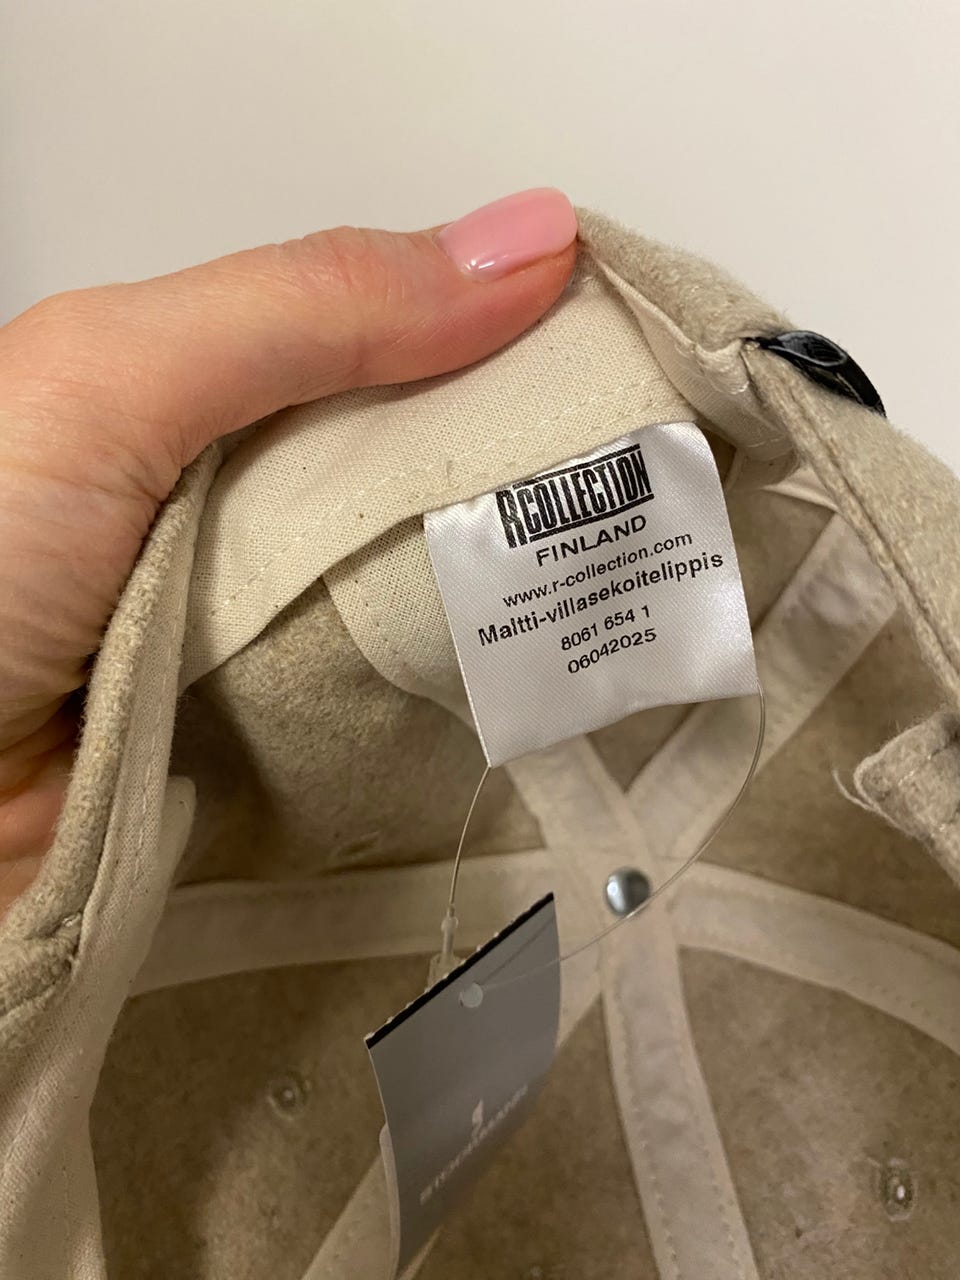 RCOLLECTION
FINLAND
www.r-collection.com
Maltti-villasekoitelippis
8061 654 1
06042025